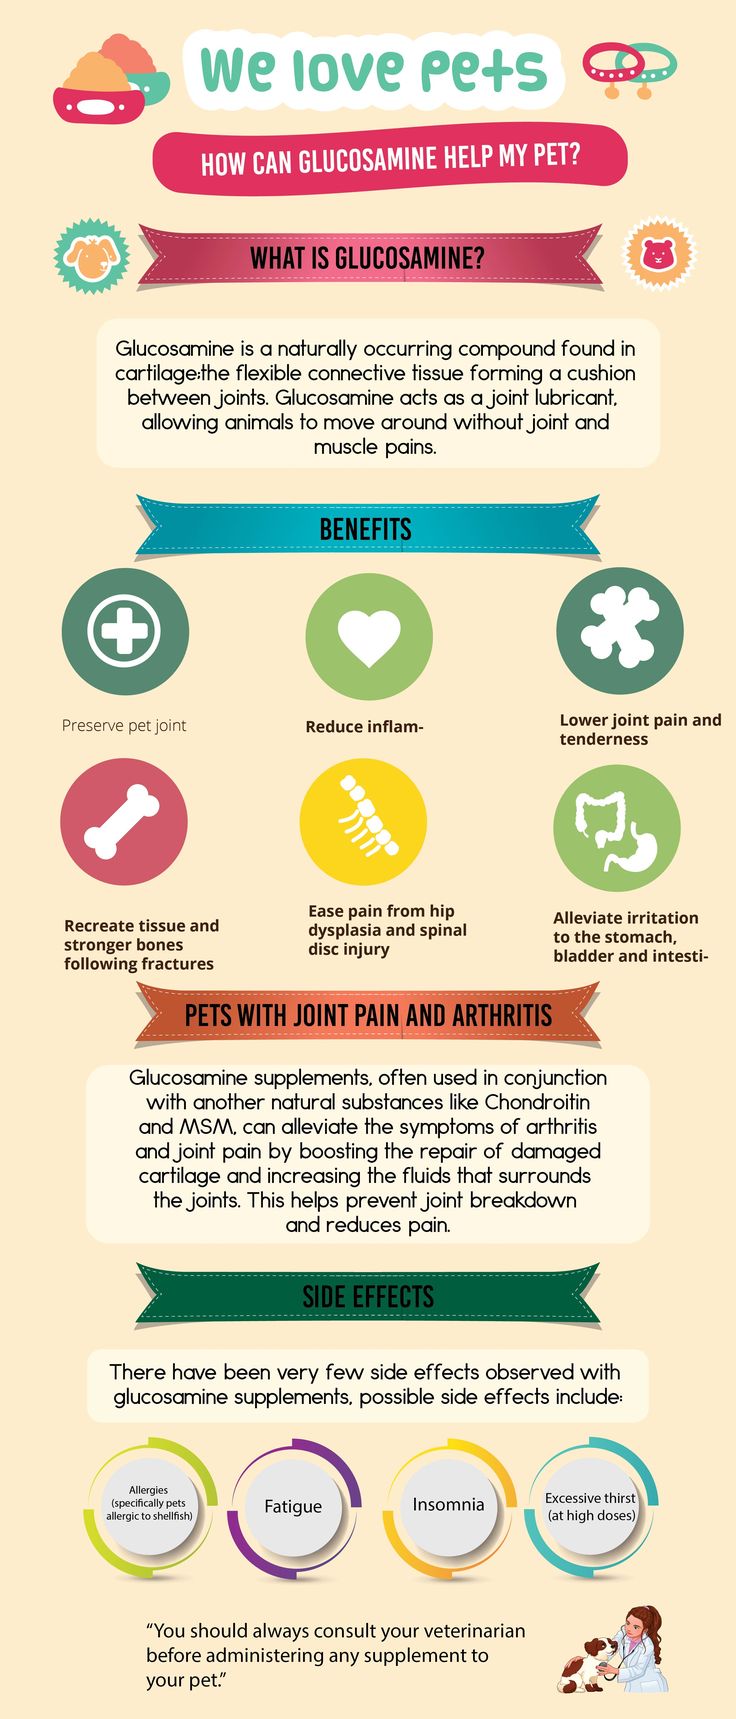 We love pets
HOW CAN GLUCOSAMINE HELP MY PET?
WHAT IS GLUCOSAMINE?
Glucosamine is a naturally occurring compound found in
cartilage;the flexible connective tissue forming a cushion
between joints. Glucosamine acts as a joint lubricant,
allowing animals to move around without joint and
muscle pains.
BENEFITS
Preserve pet joint
Reduce inflam-
Lower joint pain and
tenderness
Recreate tissue and
stronger bones
following fractures
Ease pain from hip
dysplasia and spinal
disc injury
Alleviate irritation
to the stomach,
bladder and intesti-
PETS WITH JOINT PAIN AND ARTHRITIS
Glucosamine supplements, often used in conjunction
with another natural substances like Chondroitin
and MSM, can alleviate the symptoms of arthritis
and joint pain by boosting the repair of damaged
cartilage and increasing the fluids that surrounds
the joints. This helps prevent joint breakdown
and reduces pain.
SIDE EFFECTS
There have been very few side effects observed with
glucosamine supplements, possible side effects include:
Allergies
(specifically pets
allergic to shellfish)
Fatigue
Insomnia
Excessive thirst
(at high doses)
“You should always consult your veterinarian
before administering any supplement to
your pet.”